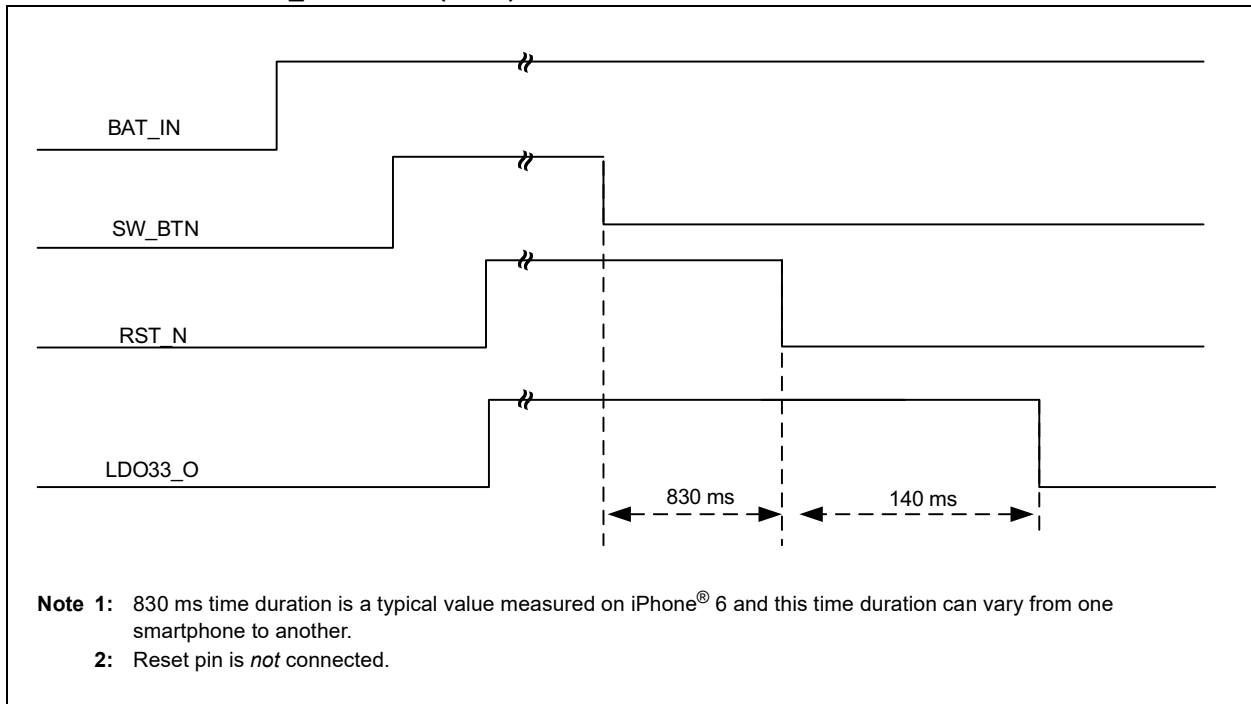 BAT_IN
SW_BTN
RST_N
LDO33_O
830 ms
140 ms
Note 1: 830 ms time duration is a typical value measured on iPhone® 6 and this time duration can vary from one
smartphone to another.
2: Reset pin is not connected.